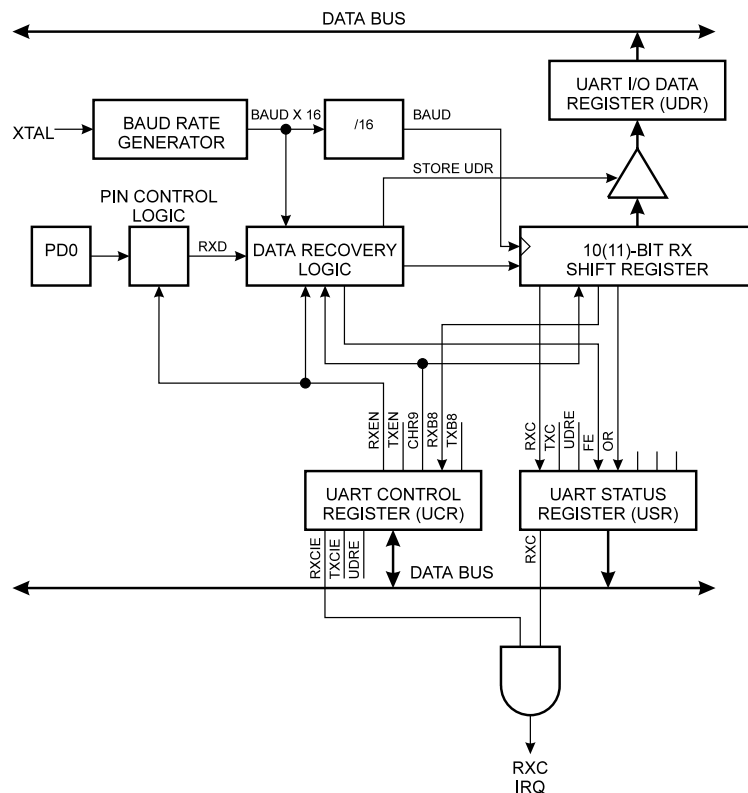 DATA BUS
UART I/O DATA
REGISTER (UDR)
XTAL
BAUD RATE
GENERATOR
BAUD X 16
/16
BAUD
STORE UDR
PIN CONTROL
LOGIC
PD0
RXD
DATA RECOVERY
LOGIC
10(11)-BIT RX
SHIFT REGISTER
RXEN
TXEN
CHR9
RXB8
TXB8
RXC
TXC
UDRE
FE
OR
UART CONTROL
REGISTER (UCR)
UART STATUS
REGISTER (USR)
RXCIE
TXCIE
UDRE
RXC
DATA BUS
RXC
IRQ